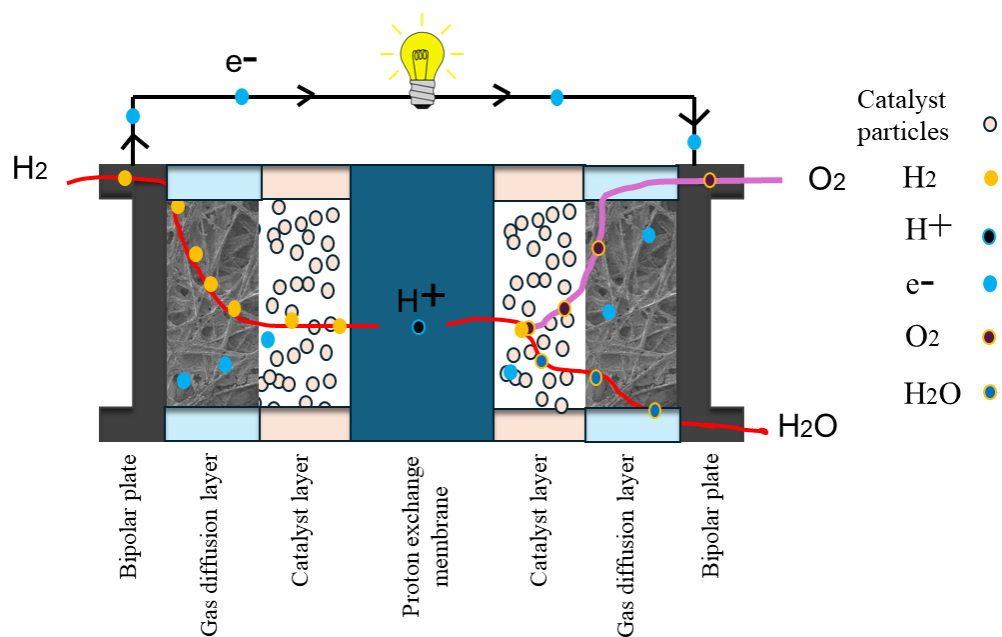 e-
H2
O2
H+
H2O
Catalyst
particles
H2
H+
e-
O2
H2O
Bipolar plate
Gas diffusion layer
Catalyst layer
Proton exchange
membrane
Catalyst layer
Gas diffusion layer
Bipolar plate